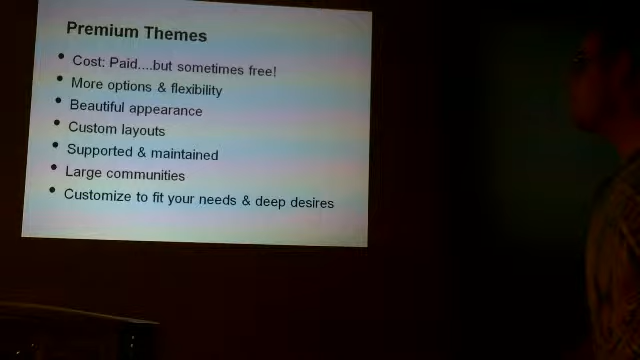 Premium Themes
• Cost: Paid....but sometimes free!
• More options & flexibility
• Beautiful appearance
• Custom layouts
• Supported & maintained
• Large communities
• Customize to fit your needs & deep desires